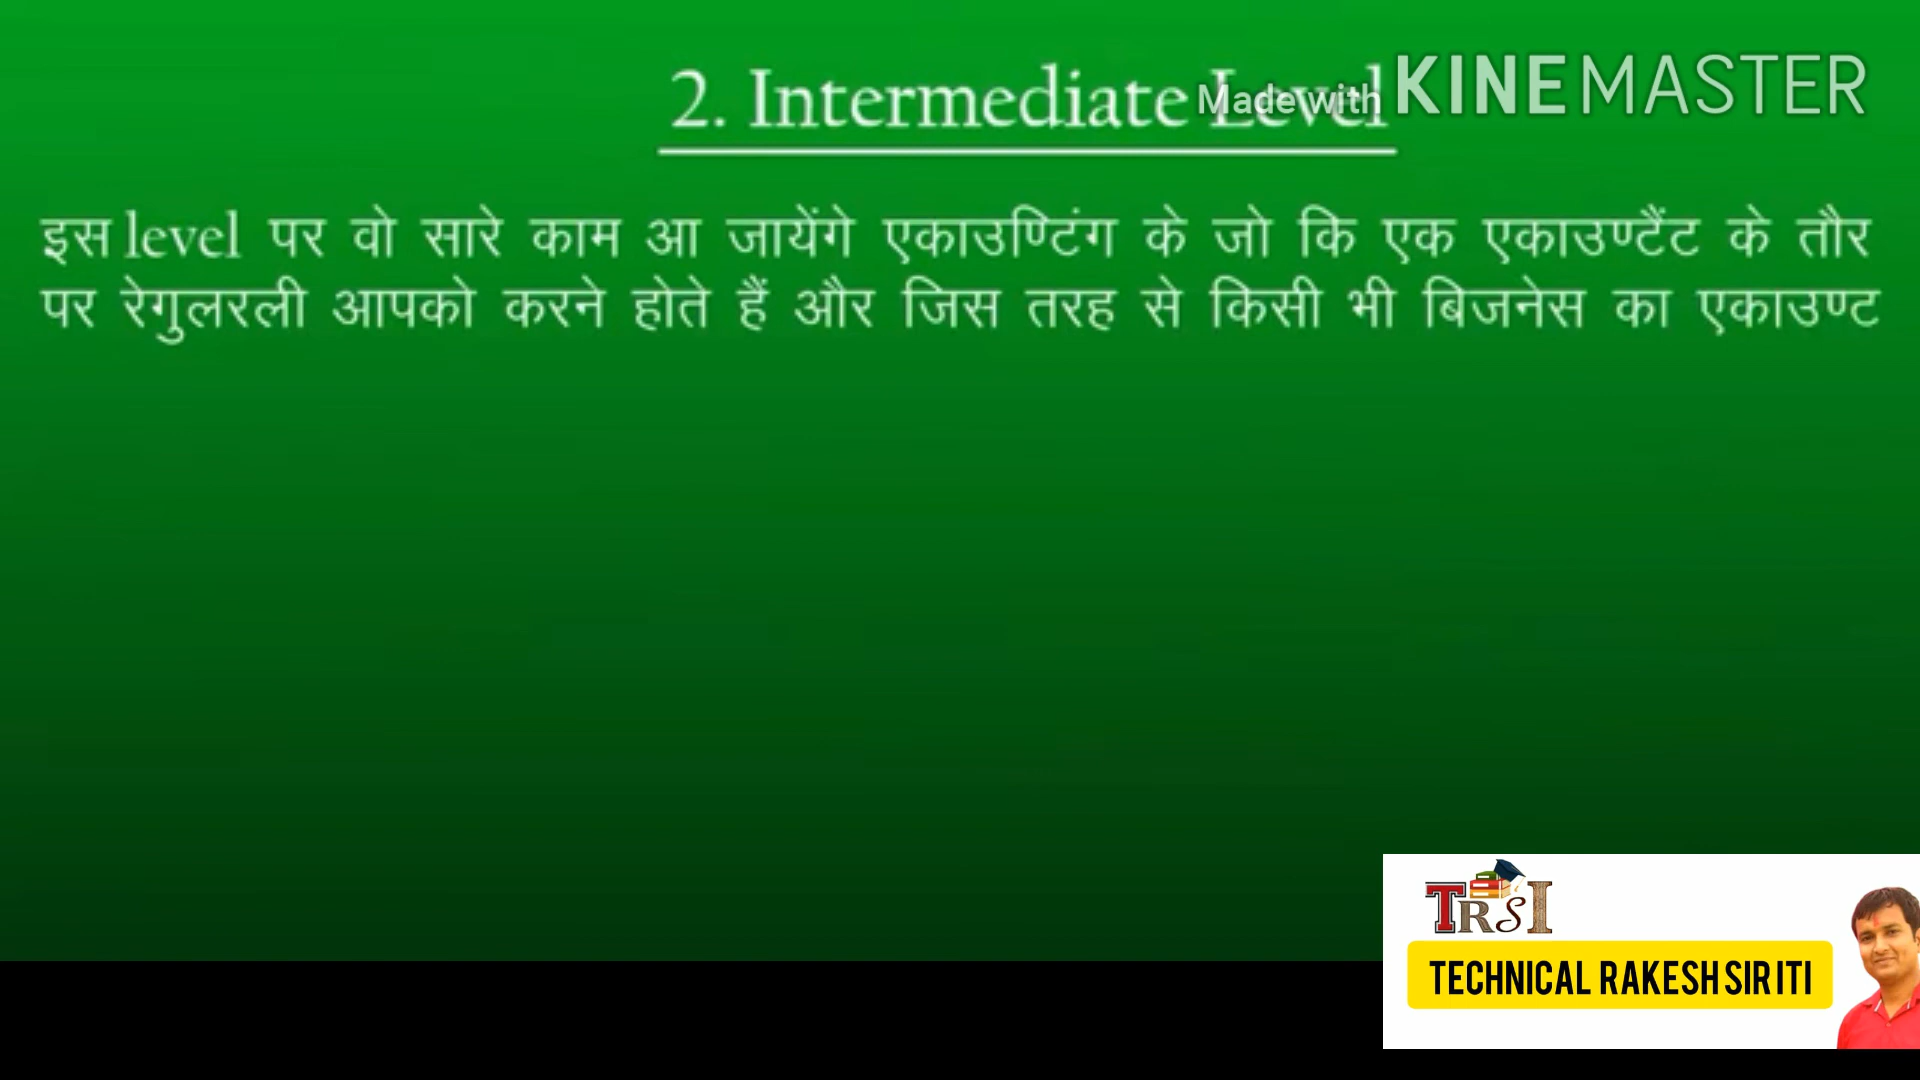 2. Intermediate Level
Made with KINEMASTER
इस level पर वो सारे काम आ जायेंगे एकाउण्टिंग के जो कि एक एकाउण्टैंट के तौर
पर रेगुलरली आपको करने होते हैं और जिस तरह से किसी भी बिजनेस का एकाउण्ट
TRSI
TECHNICAL RAKESH SIR ITI